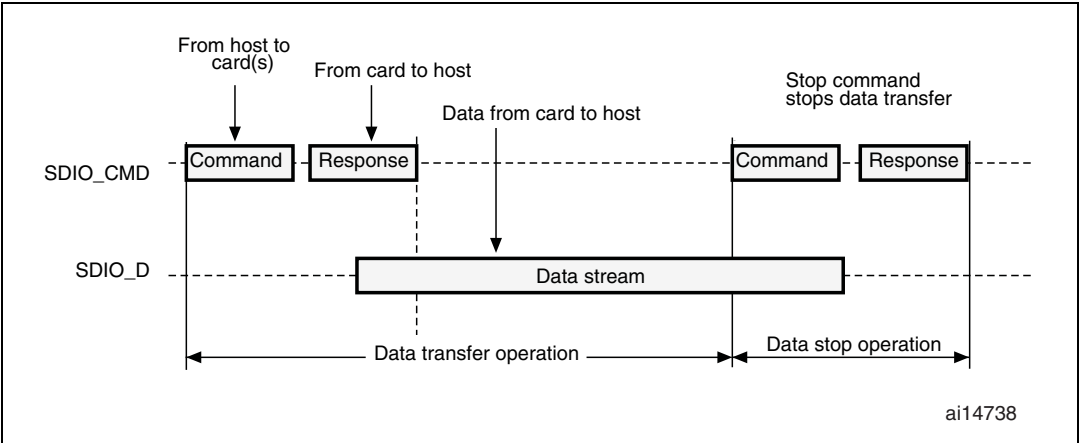 From host to
card(s)
From card to host
Data from card to host
Stop command
stops data transfer
SDIO_CMD
Command
Response
Command
Response
SDIO_D
Data stream
Data transfer operation
Data stop operation
ai14738